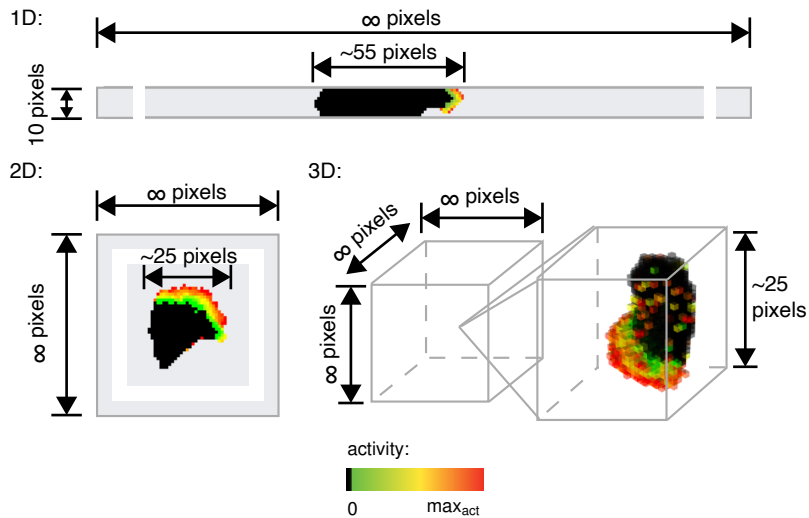 1D:
∞ pixels
~55 pixels
10 pixels
2D:
∞ pixels
~25 pixels
∞ pixels
3D:
∞ pixels
∞ pixels
∞ pixels
~25
pixels
activity:
0
max_act